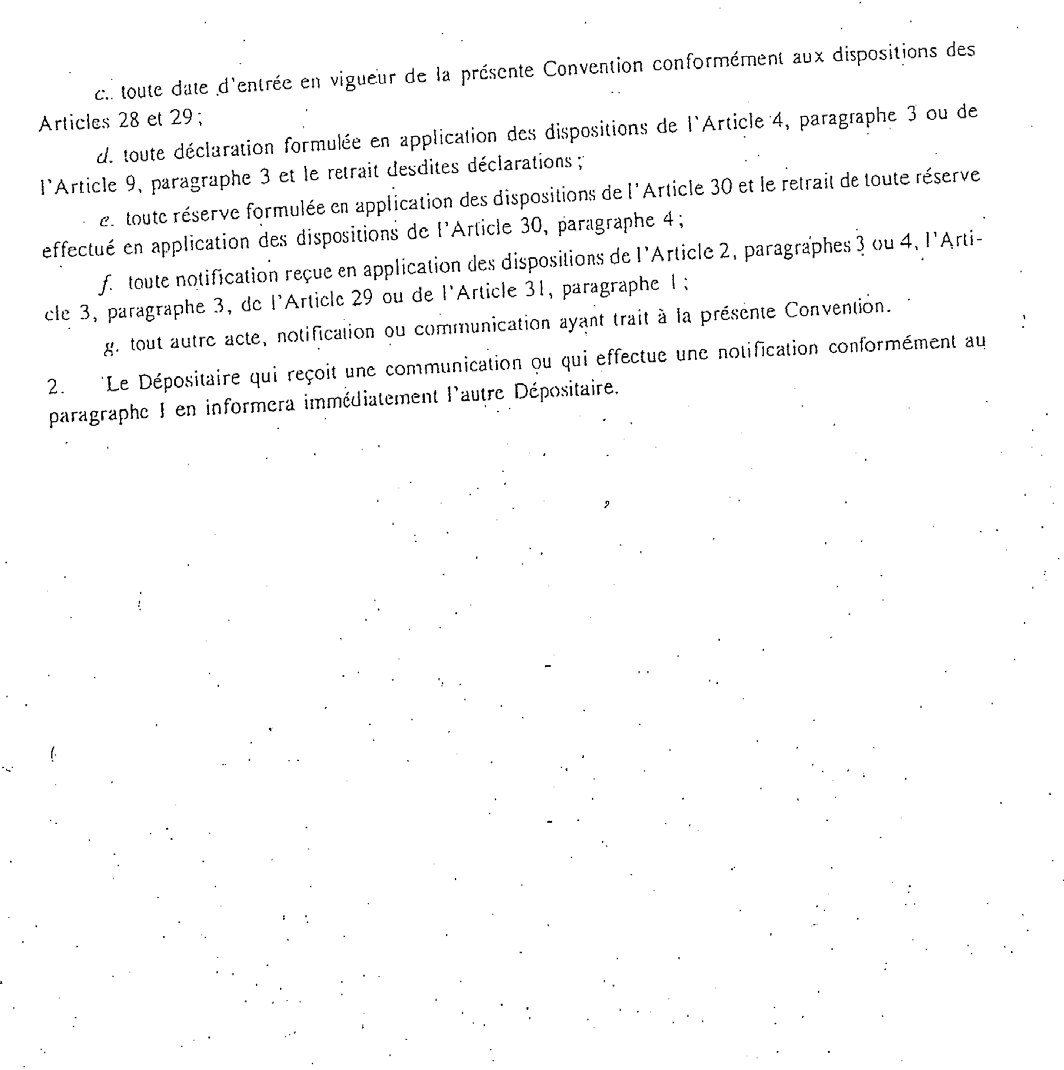 c. toute date d'entrée en vigueur de la présente Convention conformément aux dispositions des
Articles 28 et 29 ;
d. toute déclaration formulée en application des dispositions de l'Article 4, paragraphe 3 ou de
l'Article 9, paragraphe 3 et le retrait desdites déclarations ;
e. toute réserve formulée en application des dispositions de l'Article 30 et le retrait de toute réserve
effectué en application des dispositions de l'Article 30, paragraphe 4 ;
f. toute notification reçue en application des dispositions de l'Article 2, paragraphes 3 ou 4, l'Arti-
cle 3, paragraphe 3, de l'Article 29 ou de l'Article 31, paragraphe 1 ;
g. tout autre acte, notification ou communication ayant trait à la présente Convention.
2. Le Dépositaire qui reçoit une communication ou qui effectue une notification conformément au
paragraphe 1 en informera immédiatement l'autre Dépositaire.